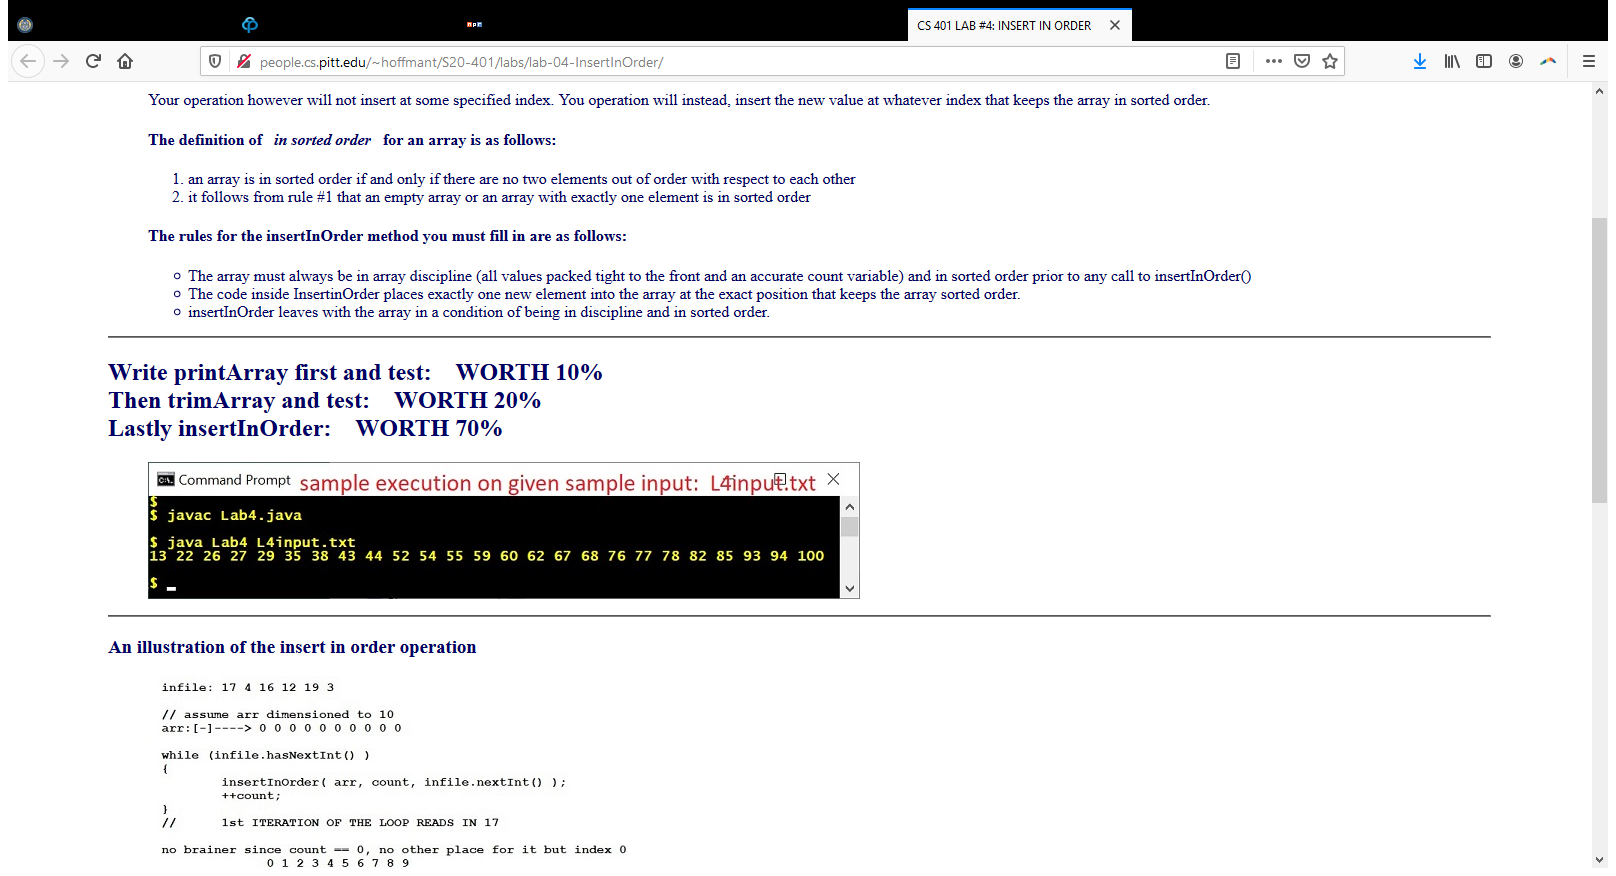 CS 401 LAB #4: INSERT IN ORDER
people.cs.pitt.edu/~hoffmant/S20-401/labs/lab-04-InsertInOrder/
Your operation however will not insert at some specified index. You operation will instead, insert the new value at whatever index that keeps the array in sorted order.
The definition of in sorted order for an array is as follows:
1. an array is in sorted order if and only if there are no two elements out of order with respect to each other
2. it follows from rule #1 that an empty array or an array with exactly one element is in sorted order
The rules for the insertInOrder method you must fill in are as follows:
The array must always be in array discipline (all values packed tight to the front and an accurate count variable) and in sorted order prior to any call to insertInOrder()
The code inside InsertinOrder places exactly one new element into the array at the exact position that keeps the array sorted order.
insertInOrder leaves with the array in a condition of being in discipline and in sorted order.
Write printArray first and test: WORTH 10%
Then trimArray and test: WORTH 20%
Lastly insertInOrder: WORTH 70%
Command Prompt sample execution on given sample input: L4input.txt
$
$ javac Lab4.java
$ java Lab4 L4input.txt
13 22 26 27 29 35 38 43 44 52 54 55 59 60 62 67 68 76 77 78 82 85 93 94 100
$
An illustration of the insert in order operation
infile: 17 4 16 12 19 3
// assume arr dimensioned to 10
arr:[-]----> 0 0 0 0 0 0 0 0 0 0
while (infile.hasNextInt() )
{
insertInOrder( arr, count, infile.nextInt() );
++count;
}
// 1st ITERATION OF THE LOOP READS IN 17
no brainer since count == 0, no other place for it but index 0
0 1 2 3 4 5 6 7 8 9